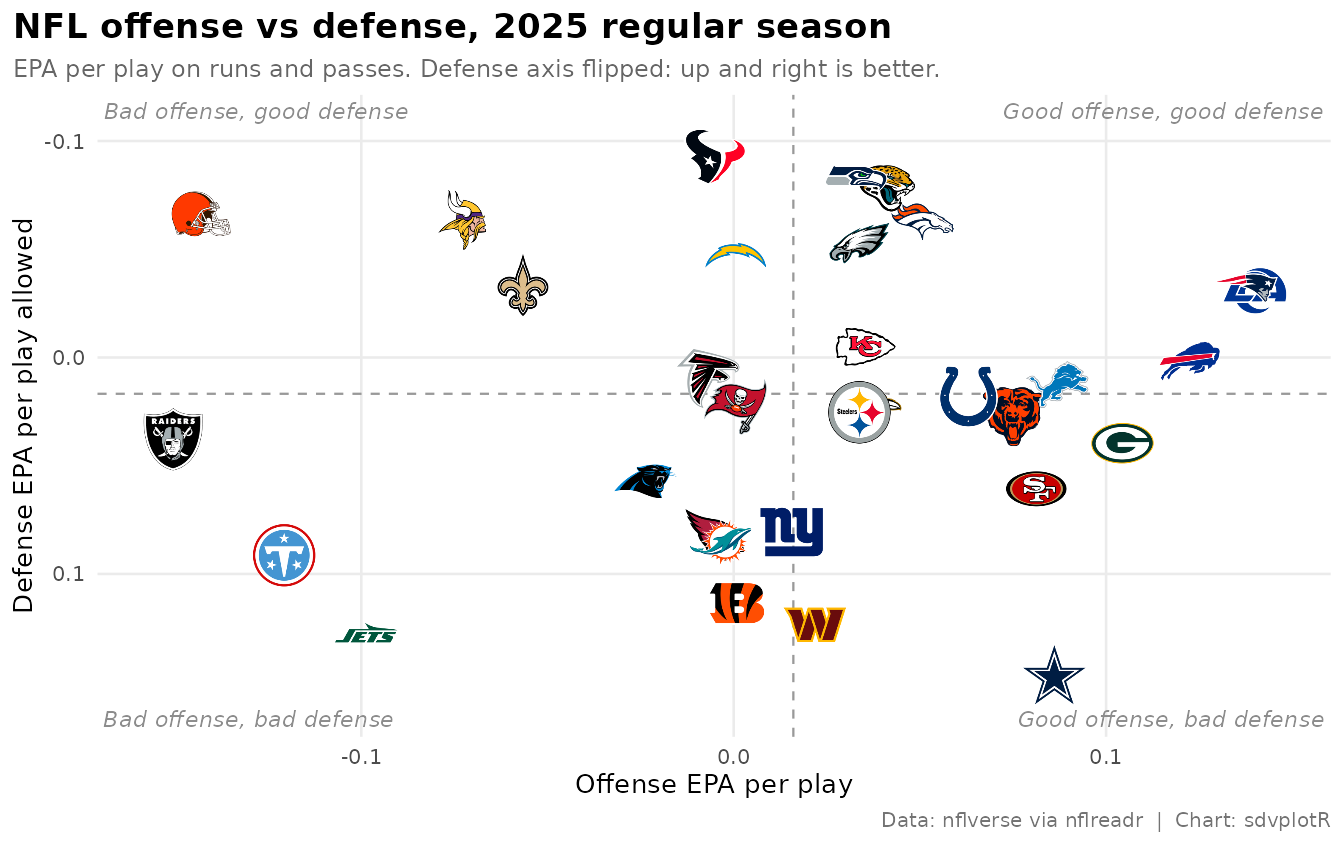 NFL offense vs defense, 2025 regular season
EPA per play on runs and passes. Defense axis flipped: up and right is better.
Bad offense, good defense
Good offense, good defense
-0.1
0.0
0.1
Defense EPA per play allowed
KC
Steelers
RAIDERS
G
SF
ny
T
B
W
JETS
LA
Bad offense, bad defense
Good offense, bad defense
-0.1
0.0
0.1
Offense EPA per play
Data: nflverse via nflreadr | Chart: sdvplotR